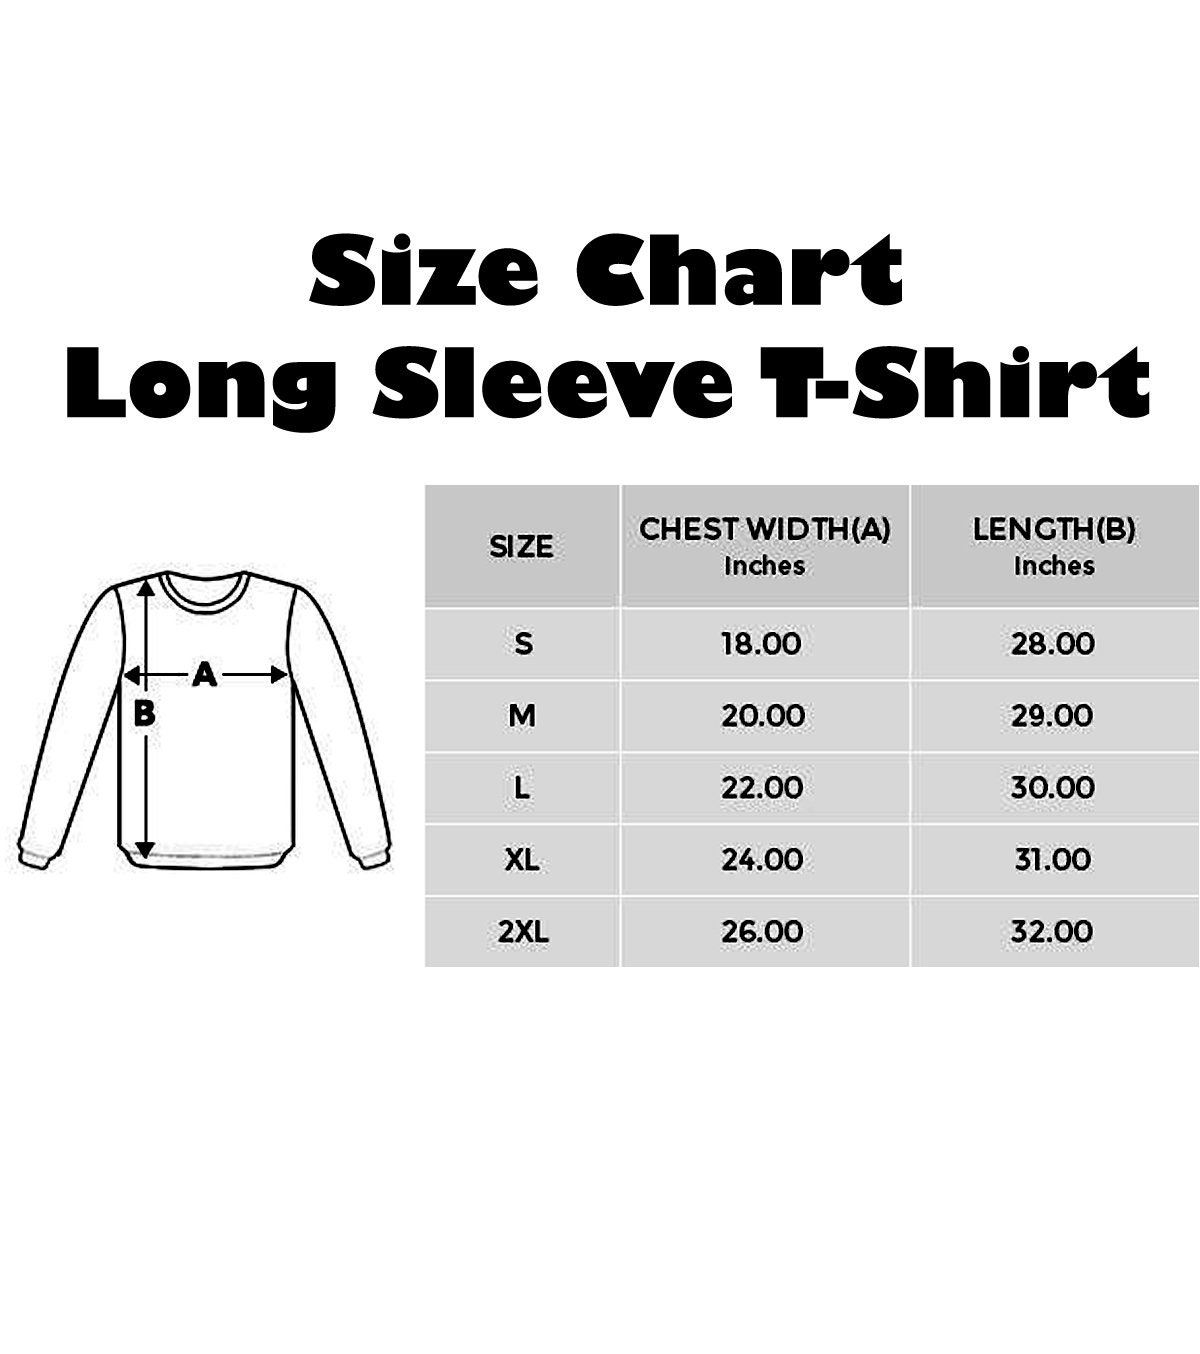 Size Chart
Long Sleeve T-Shirt
SIZE CHEST WIDTH(A) LENGTH(B)
Inches Inches
S 18.00 28.00
M 20.00 29.00
L 22.00 30.00
XL 24.00 31.00
2XL 26.00 32.00
A
B